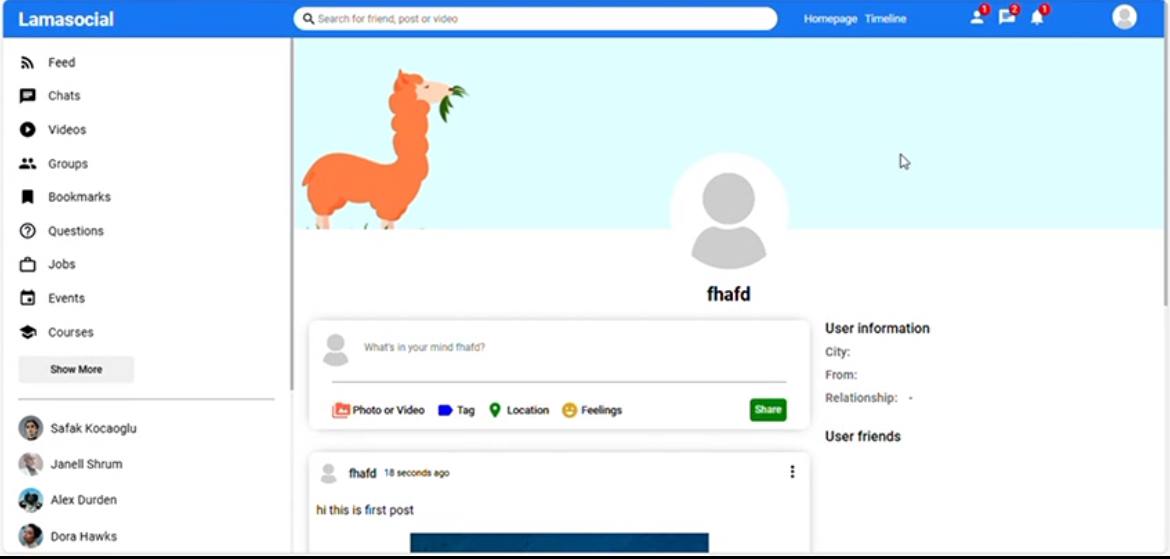 Lamasocial
Search for friend, post or video
Homepage Timeline
1
2
1
Feed
Chats
Videos
Groups
Bookmarks
Questions
Jobs
Events
Courses
Show More
Safak Kocaoglu
Janell Shrum
Alex Durden
Dora Hawks
fhafd
What's in your mind fhafd?
Photo or Video Tag Location Feelings Share
fhafd 18 seconds ago
hi this is first post
User information
City:
From:
Relationship: -
User friends